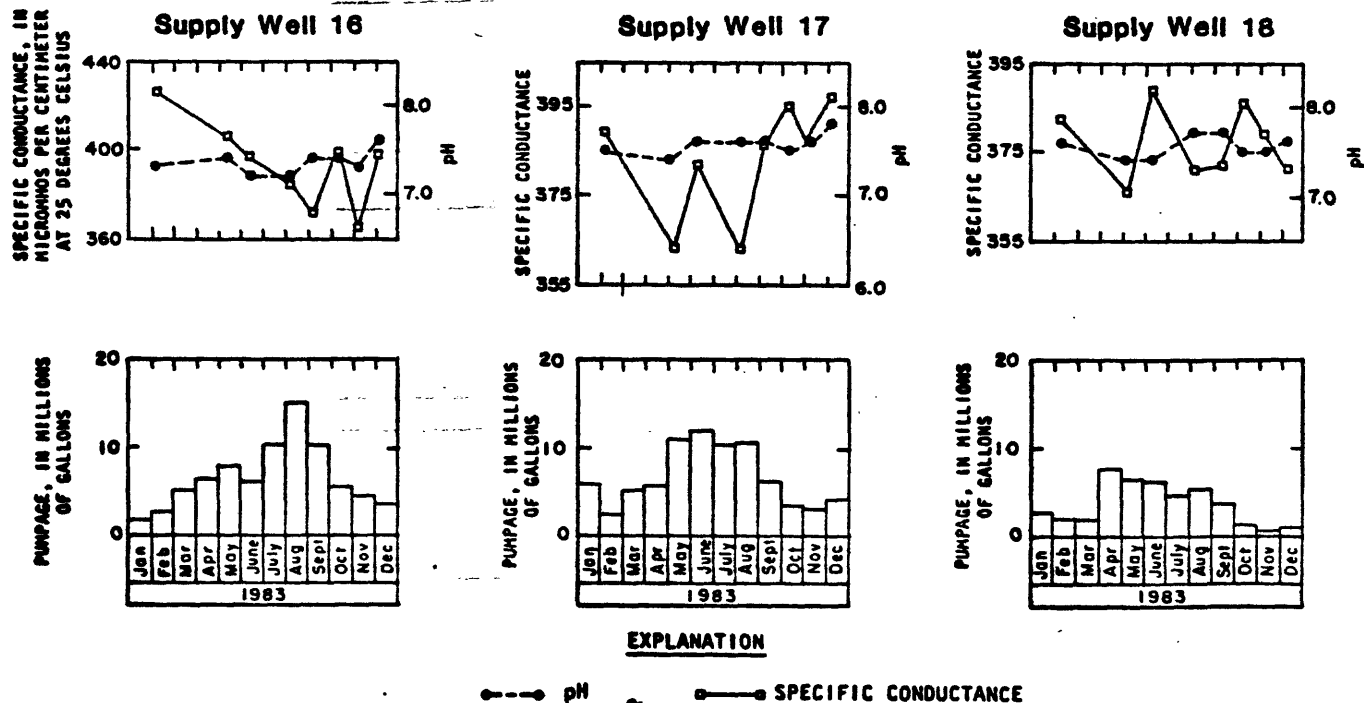 Supply Well 16
SPECIFIC CONDUCTANCE, IN
MICROMHOS PER CENTIMETER
AT 25 DEGREES CELSIUS
440
400
360
8.0
7.0
pH
Supply Well 17
SPECIFIC CONDUCTANCE
395
375
355
8.0
7.0
6.0
pH
Supply Well 18
SPECIFIC CONDUCTANCE
395
375
355
8.0
7.0
pH
PUMPAGE, IN MILLIONS
OF GALLONS
20
10
0
Jan Feb Mar Apr May June July Aug Sept Oct Nov Dec
1983
PUMPAGE, IN MILLIONS
OF GALLONS
20
10
0
Jan Feb Mar Apr May June July Aug Sept Oct Nov Dec
1983
PUMPAGE, IN MILLIONS
OF GALLONS
20
10
0
Jan Feb Mar Apr May June July Aug Sept Oct Nov Dec
1983
EXPLANATION
pH
SPECIFIC CONDUCTANCE